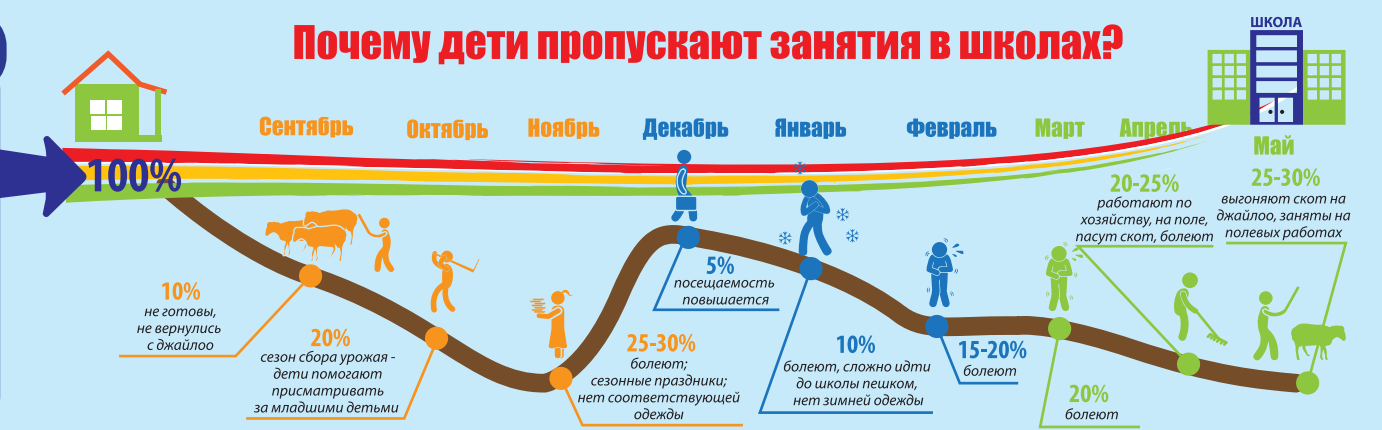 ШКОЛА
Почему дети пропускают занятия в школах?
Сентябрь
Октябрь
Ноябрь
Декабрь
Январь
Февраль
Март
Апрель
Май
100%
10%
не готовы,
не вернулись
с джайлоо
20%
сезон сбора урожая -
дети помогают
присматривать
за младшими детьми
25-30%
болеют;
сезонные праздники;
нет соответствующей
одежды
5%
посещаемость
повышается
10%
болеют, сложно идти
до школы пешком,
нет зимней одежды
15-20%
болеют
20%
болеют
20-25%
работают по
хозяйству, на поле,
пасут скот, болеют
25-30%
выгоняют скот на
джайлоо, заняты на
полевых работах